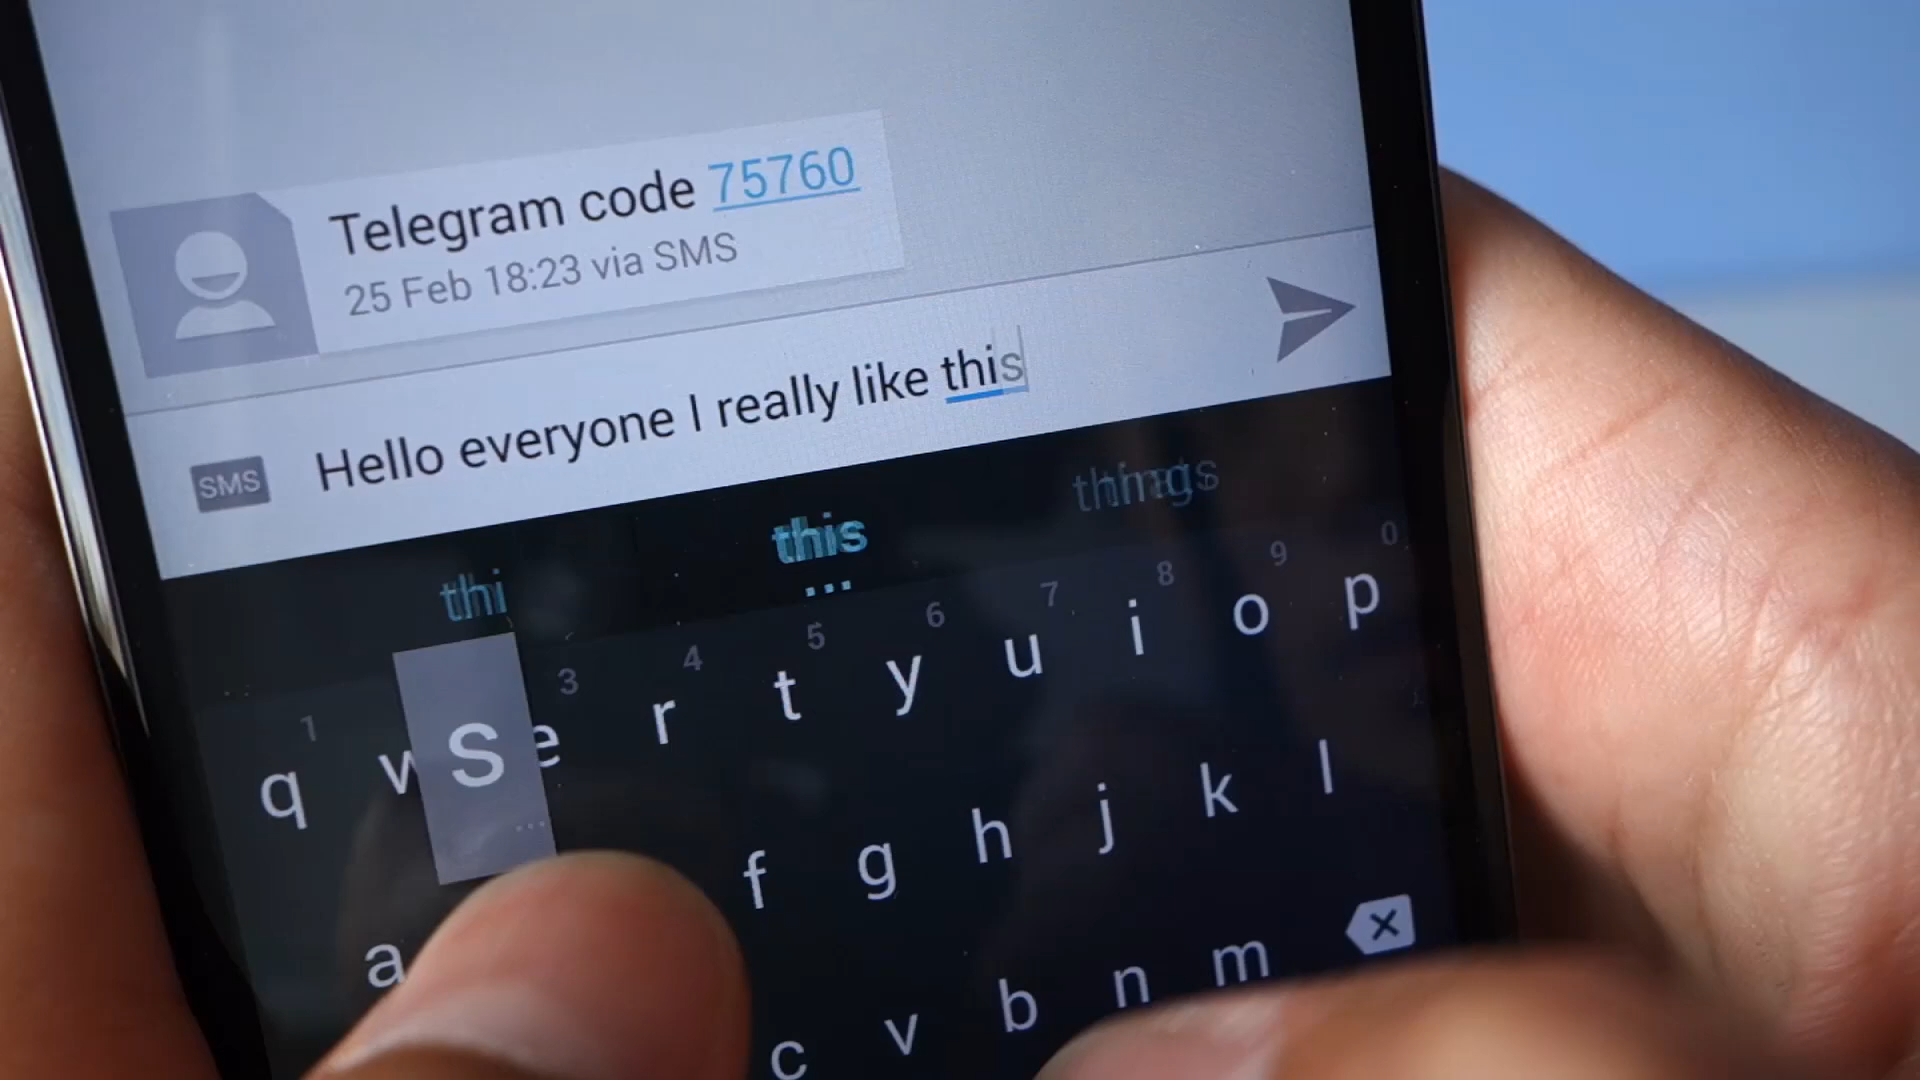 Telegram code 75760
25 Feb 18:23 via SMS
SMS
Hello everyone I really like this
thi
this
...
1 3 4 5 6 7 8 9 0
q w s e r t y u i o p
...
a f g h j k l
c v b n m